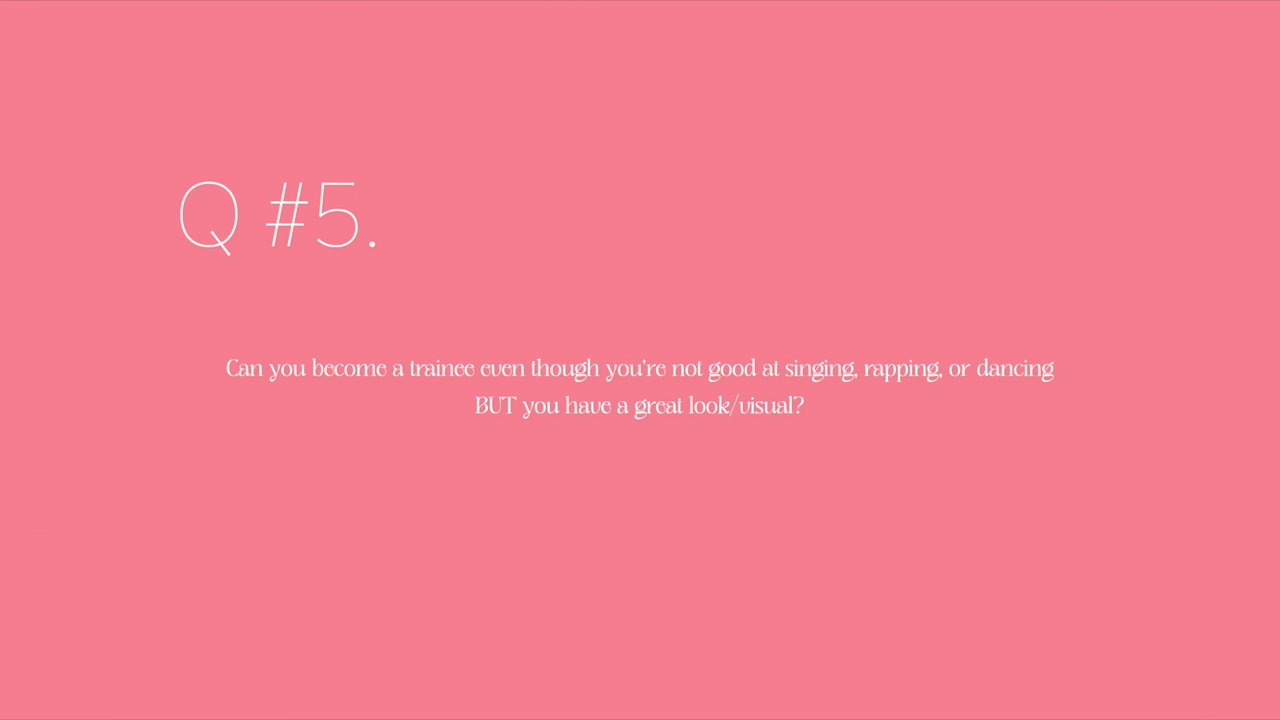 Q #5.
Can you become a trainee even though you're not good at singing, rapping, or dancing
BUT you have a great look/visual?